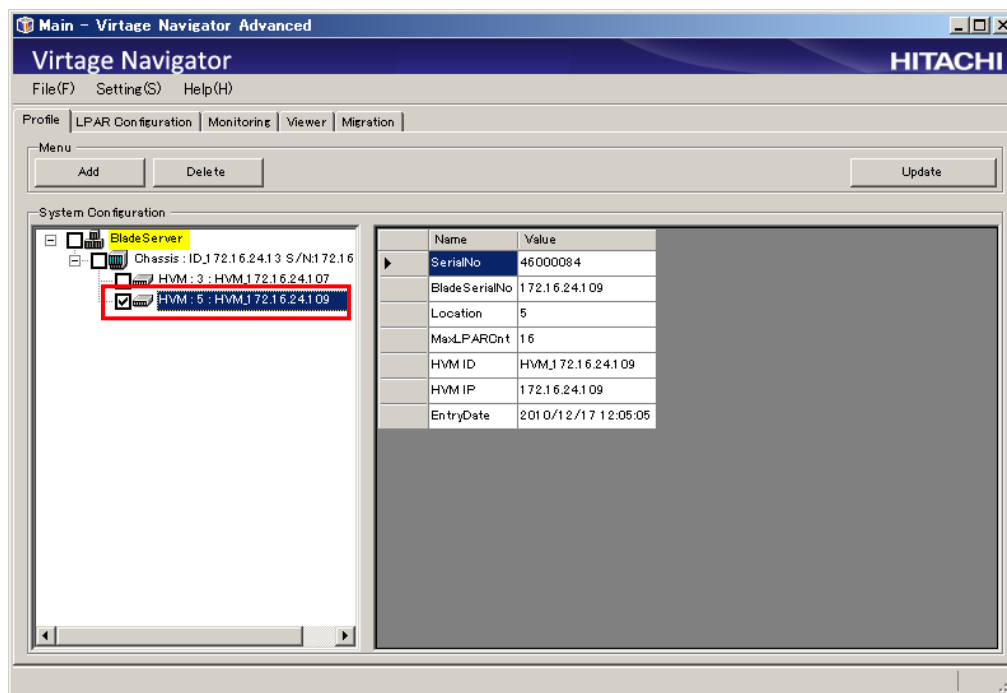 Main - Virtage Navigator Advanced
Virtage Navigator
HITACHI
File(F) Setting(S) Help(H)
Profile LPAR Configuration Monitoring Viewer Migration
Menu
Add Delete Update
System Configuration
BladeServer
Chassis : ID_172.16.24.13 S/N:172.16
HVM : 3 : HVM_172.16.24.107
HVM : 5 : HVM_172.16.24.109
Name Value
SerialNo 46000084
BladeSerialNo 172.16.24.109
Location 5
MaxLPARCnt 16
HVM ID HVM_172.16.24.109
HVM IP 172.16.24.109
EntryDate 2010/12/17 12:05:05